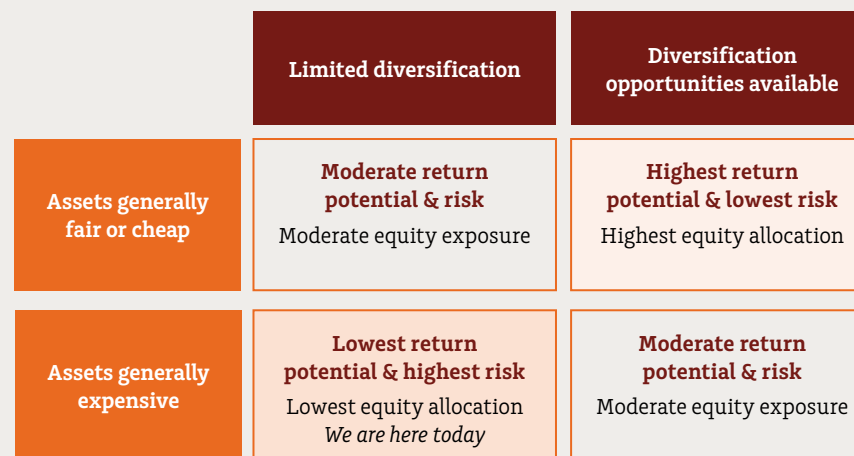 Limited diversification
Diversification
opportunities available
Assets generally
fair or cheap
Moderate return
potential & risk
Moderate equity exposure
Highest return
potential & lowest risk
Highest equity allocation
Assets generally
expensive
Lowest return
potential & highest risk
Lowest equity allocation
We are here today
Moderate return
potential & risk
Moderate equity exposure